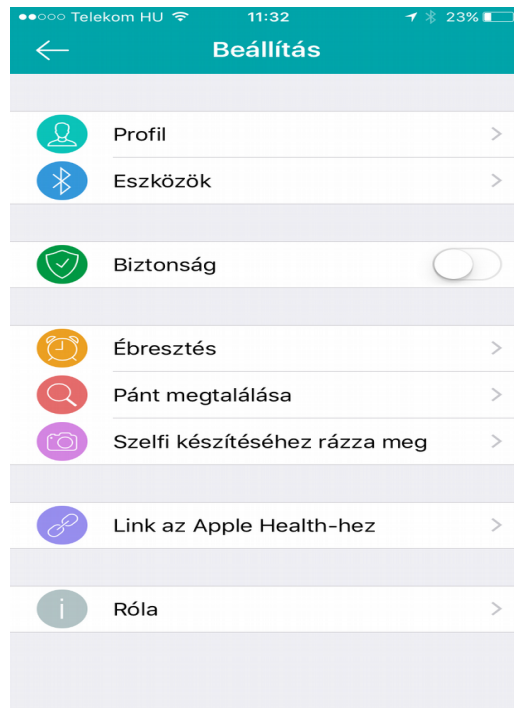 Telekom HU 11:32 23%
Beállítás
Profil
Eszközök
Biztonság
Ébresztés
Pánt megtalálása
Szelfi készítéséhez rázza meg
Link az Apple Health-hez
Róla